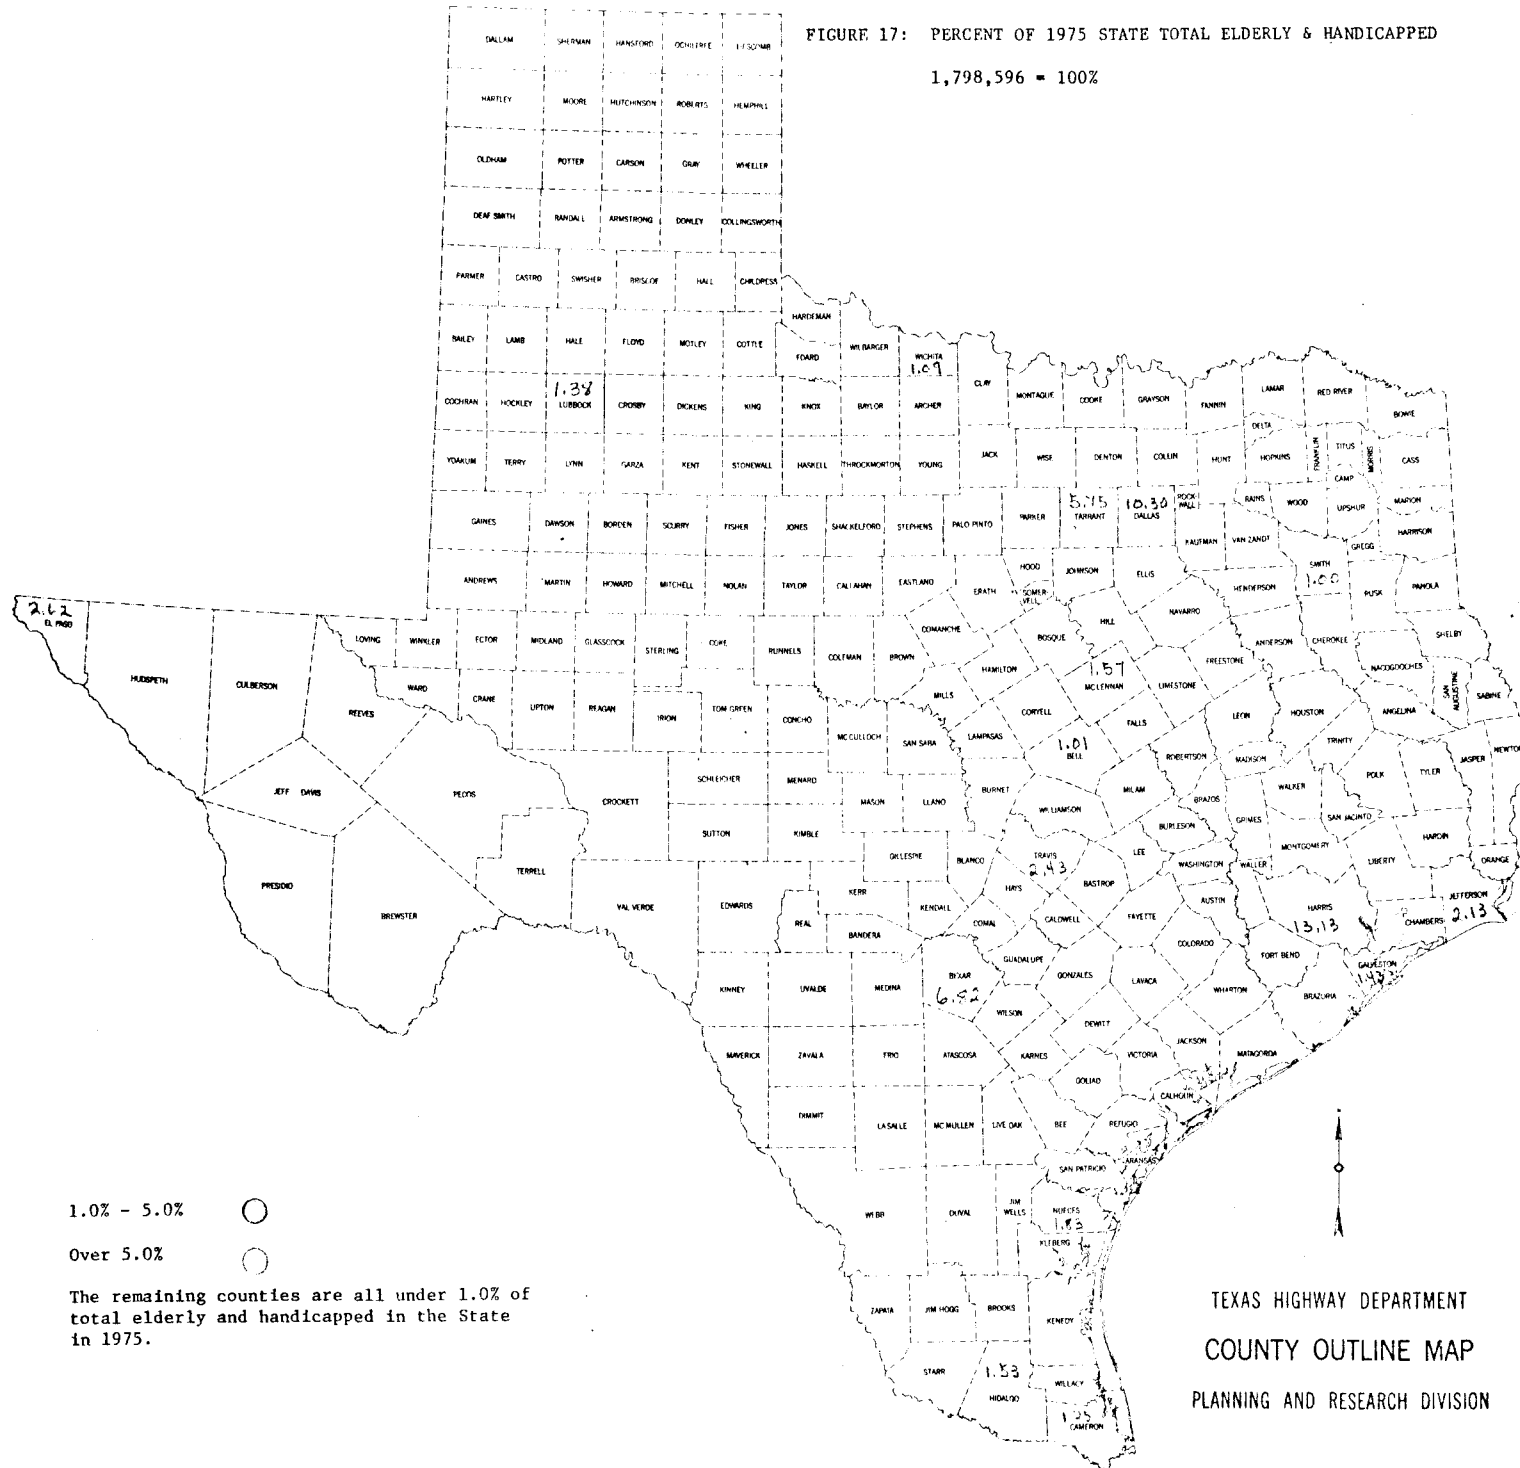 FIGURE 17: PERCENT OF 1975 STATE TOTAL ELDERLY & HANDICAPPED
1,798,596 = 100%
DALLAM SHERMAN HANSFORD OCHILTREE LIPSCOMB
HARTLEY MOORE HUTCHINSON ROBERTS HEMPHILL
OLDHAM POTTER CARSON GRAY WHEELER
DEAF SMITH RANDALL ARMSTRONG DONLEY COLLINGSWORTH
PARMER CASTRO SWISHER BRISCOE HALL CHILDRESS
HARDEMAN
BAILEY LAMB HALE FLOYD MOTLEY COTTLE FOARD WILBARGER WICHITA
1.09
1.38
COCHRAN HOCKLEY LUBBOCK CROSBY DICKENS KING KNOX BAYLOR ARCHER CLAY MONTAGUE COOKE GRAYSON FANNIN LAMAR RED RIVER BOWIE
DELTA
YOAKUM TERRY LYNN GARZA KENT STONEWALL HASKELL THROCKMORTON YOUNG JACK WISE DENTON COLLIN HUNT HOPKINS FRANKLIN TITUS MORRIS CASS
CAMP
5.75 10.30
GAINES DAWSON BORDEN SCURRY FISHER JONES SHACKELFORD STEPHENS PALO PINTO PARKER TARRANT DALLAS ROCK-
WALL RAINS WOOD UPSHUR MARION
KAUFMAN VAN ZANDT GREGG HARRISON
ANDREWS MARTIN HOWARD MITCHELL NOLAN TAYLOR CALLAHAN EASTLAND ERATH HOOD JOHNSON ELLIS HENDERSON SMITH
1.00
RUSK PANOLA
SOMER-
VELL
2.62
EL PASO
HUDSPETH CULBERSON REEVES LOVING WINKLER ECTOR MIDLAND GLASSCOCK STERLING COKE RUNNELS COLEMAN BROWN COMANCHE HAMILTON BOSQUE HILL NAVARRO FREESTONE ANDERSON CHEROKEE NACOGDOCHES SHELBY
WARD CRANE UPTON REAGAN IRION TOM GREEN CONCHO MC CULLOCH SAN SABA MILLS LAMPASAS CORYELL
1.57
MC LENNAN LIMESTONE FALLS LEON HOUSTON ANGELINA SAN
AUGUSTINE SABINE
1.01
BELL
ROBERTSON MADISON TRINITY POLK TYLER JASPER NEWTON
JEFF DAVIS PECOS CROCKETT SCHLEICHER MENARD MASON LLANO BURNET WILLIAMSON MILAM BRAZOS GRIMES WALKER SAN JACINTO
SUTTON KIMBLE GILLESPIE BLANCO TRAVIS
2.43
LEE BURLESON WASHINGTON WALLER MONTGOMERY LIBERTY HARDIN ORANGE
PRESIDIO BREWSTER TERRELL VAL VERDE EDWARDS REAL KERR BANDERA KENDALL HAYS COMAL CALDWELL BASTROP FAYETTE AUSTIN HARRIS
13.13
CHAMBERS JEFFERSON
2.13
KINNEY UVALDE MEDINA BEXAR
6.82
GUADALUPE GONZALES LAVACA COLORADO WHARTON FORT BEND BRAZORIA GALVESTON
1.43
WILSON DEWITT
MAVERICK ZAVALA FRIO ATASCOSA KARNES GOLIAD VICTORIA JACKSON MATAGORDA
CALHOUN
DIMMIT LA SALLE MC MULLEN LIVE OAK BEE REFUGIO
SAN PATRICIO ARANSAS
WEBB DUVAL JIM
WELLS NUECES
1.83
KLEBERG
ZAPATA JIM HOGG BROOKS KENEDY
STARR 1.53
HIDALGO
WILLACY
CAMERON
1.0% - 5.0%
Over 5.0%
The remaining counties are all under 1.0% of
total elderly and handicapped in the State
in 1975.
TEXAS HIGHWAY DEPARTMENT
COUNTY OUTLINE MAP
PLANNING AND RESEARCH DIVISION